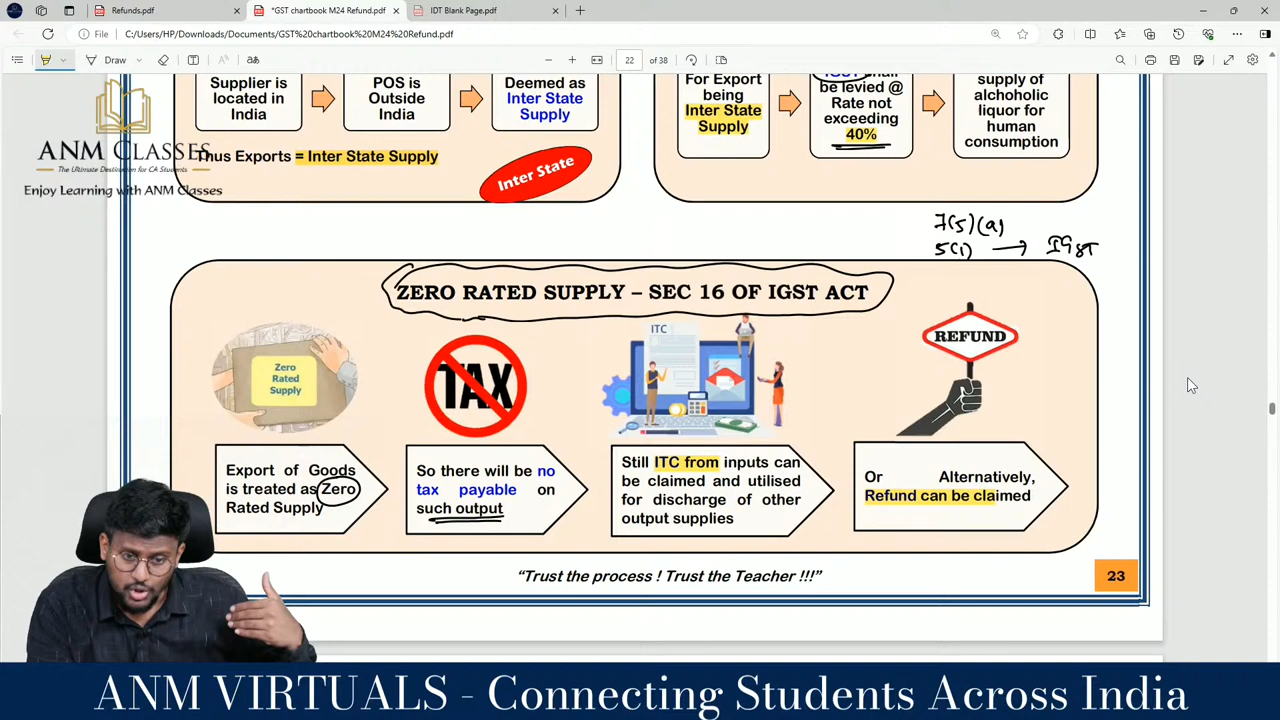 Refunds.pdf
*GST chartbook M24 Refund.pdf
IDT Blank Page.pdf
File
C:/Users/HP/Downloads/Documents/GST%20chartbook%20M24%20Refund.pdf
Draw
22
of 38
Supplier is
located in
India
POS is
Outside
India
Deemed as
Inter State
Supply
For Export
being
Inter State
Supply
be levied @
Rate not
exceeding
40%
supply of
alchoholic
liquor for
human
consumption
ANM CLASSES
The Ultimate Destination for CA Students
Enjoy Learning with ANM Classes
Thus Exports = Inter State Supply
Inter State
7(5)(a)
5(1) → IGST
ZERO RATED SUPPLY – SEC 16 OF IGST ACT
Zero
Rated
Supply
TAX
ITC
REFUND
Export of Goods
is treated as Zero
Rated Supply
So there will be no
tax payable on
such output
Still ITC from inputs can
be claimed and utilised
for discharge of other
output supplies
Or Alternatively,
Refund can be claimed
"Trust the process ! Trust the Teacher !!!"
23
ANM VIRTUALS - Connecting Students Across India